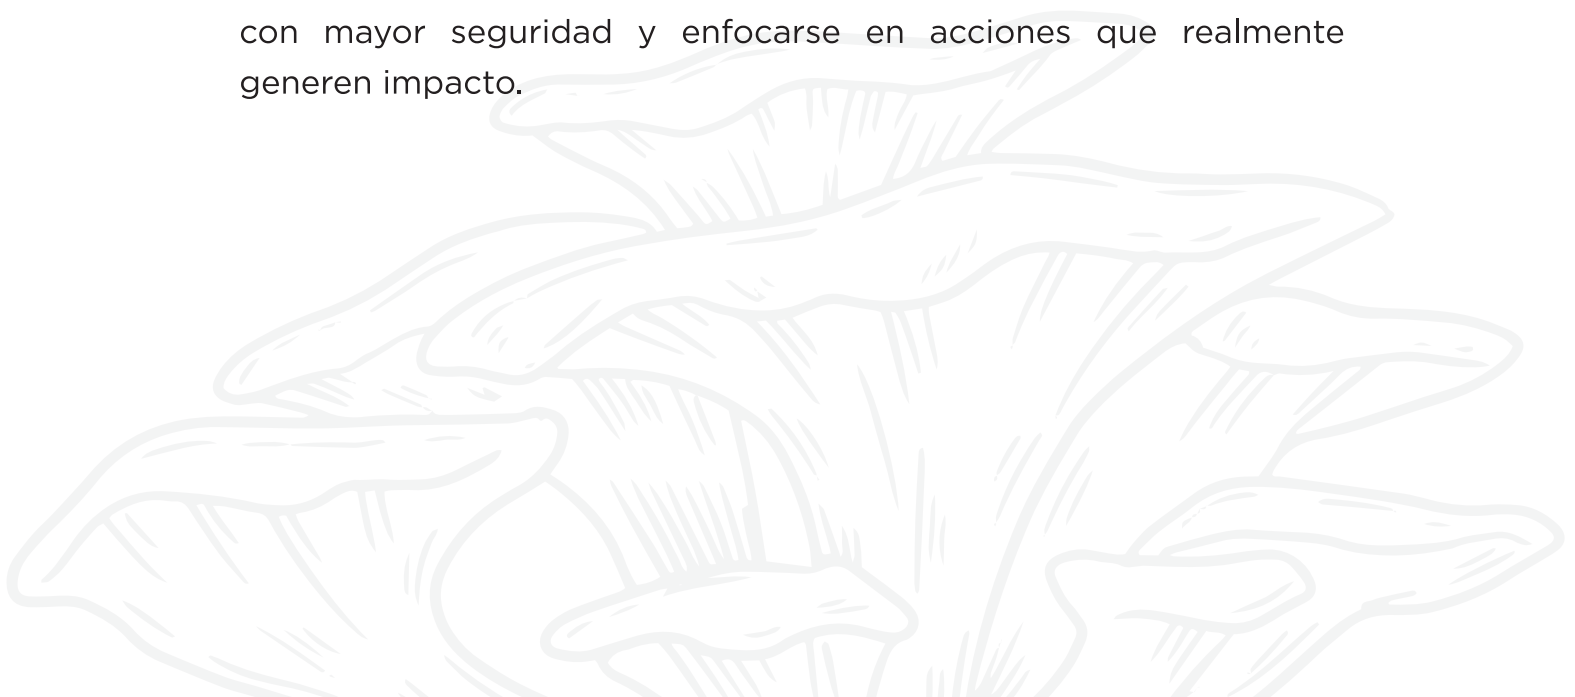 con mayor seguridad y enfocarse en acciones que realmente
generen impacto.